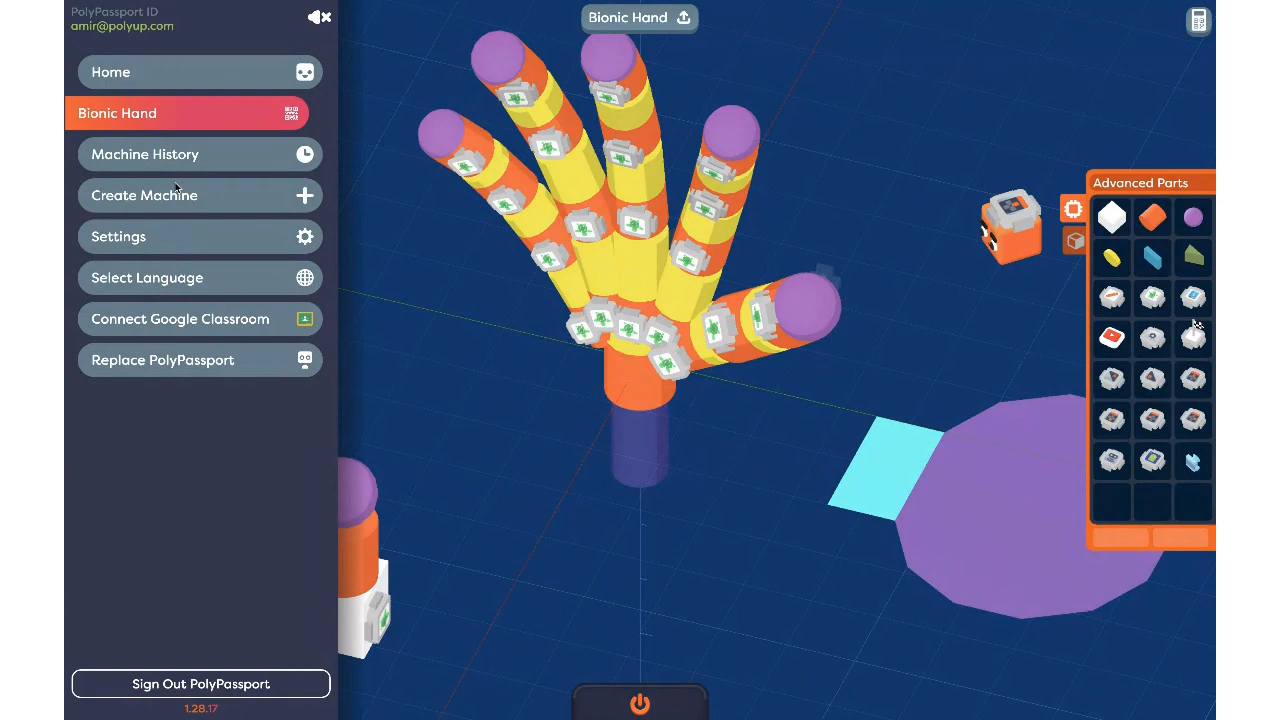 PolyPassport ID
amir@polyup.com
Home
Bionic Hand
Machine History
Create Machine
Settings
Select Language
Connect Google Classroom
Replace PolyPassport
Sign Out PolyPassport
1.28.17
Bionic Hand
Advanced Parts